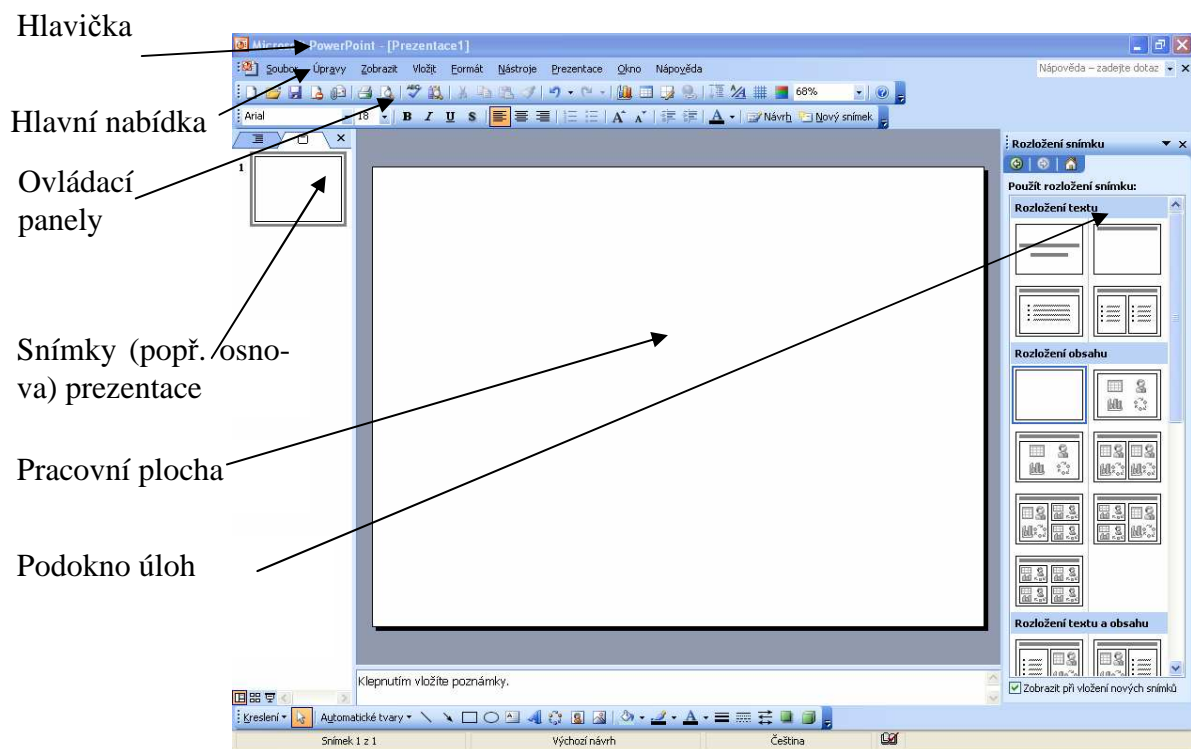 Hlavička
Hlavní nabídka
Ovládací
panely
Snímky (popř. osno-
va) prezentace
Pracovní plocha
Podokno úloh
Microsoft PowerPoint - [Prezentace1]
Soubor Úpravy Zobrazit Vložit Formát Nástroje Prezentace Okno Nápověda
Nápověda – zadejte dotaz
68%
Arial 18 B I U S A A A Návrh Nový snímek
1
Rozložení snímku
Použít rozložení snímku:
Rozložení textu
Rozložení obsahu
Rozložení textu a obsahu
Zobrazit při vložení nových snímků
Klepnutím vložíte poznámky.
Kreslení Automatické tvary A A
Snímek 1 z 1 Výchozí návrh Čeština